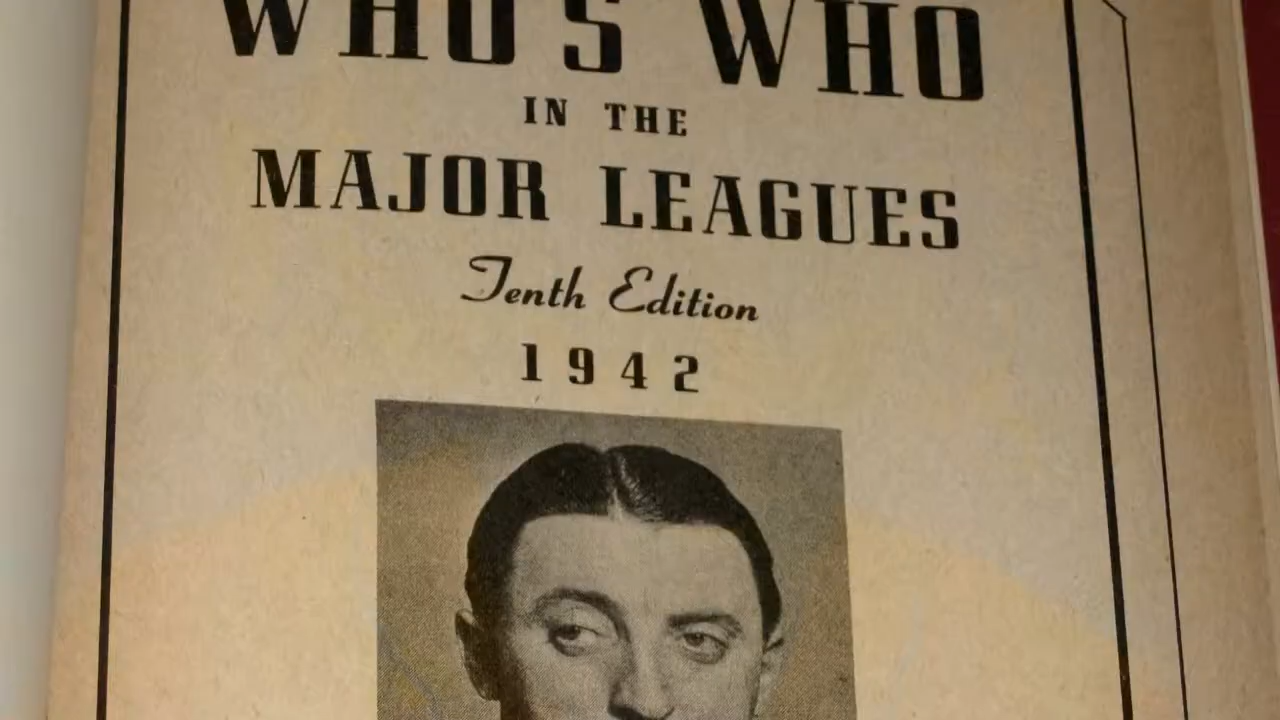 WHO'S WHO
IN THE
MAJOR LEAGUES
Tenth Edition
1942